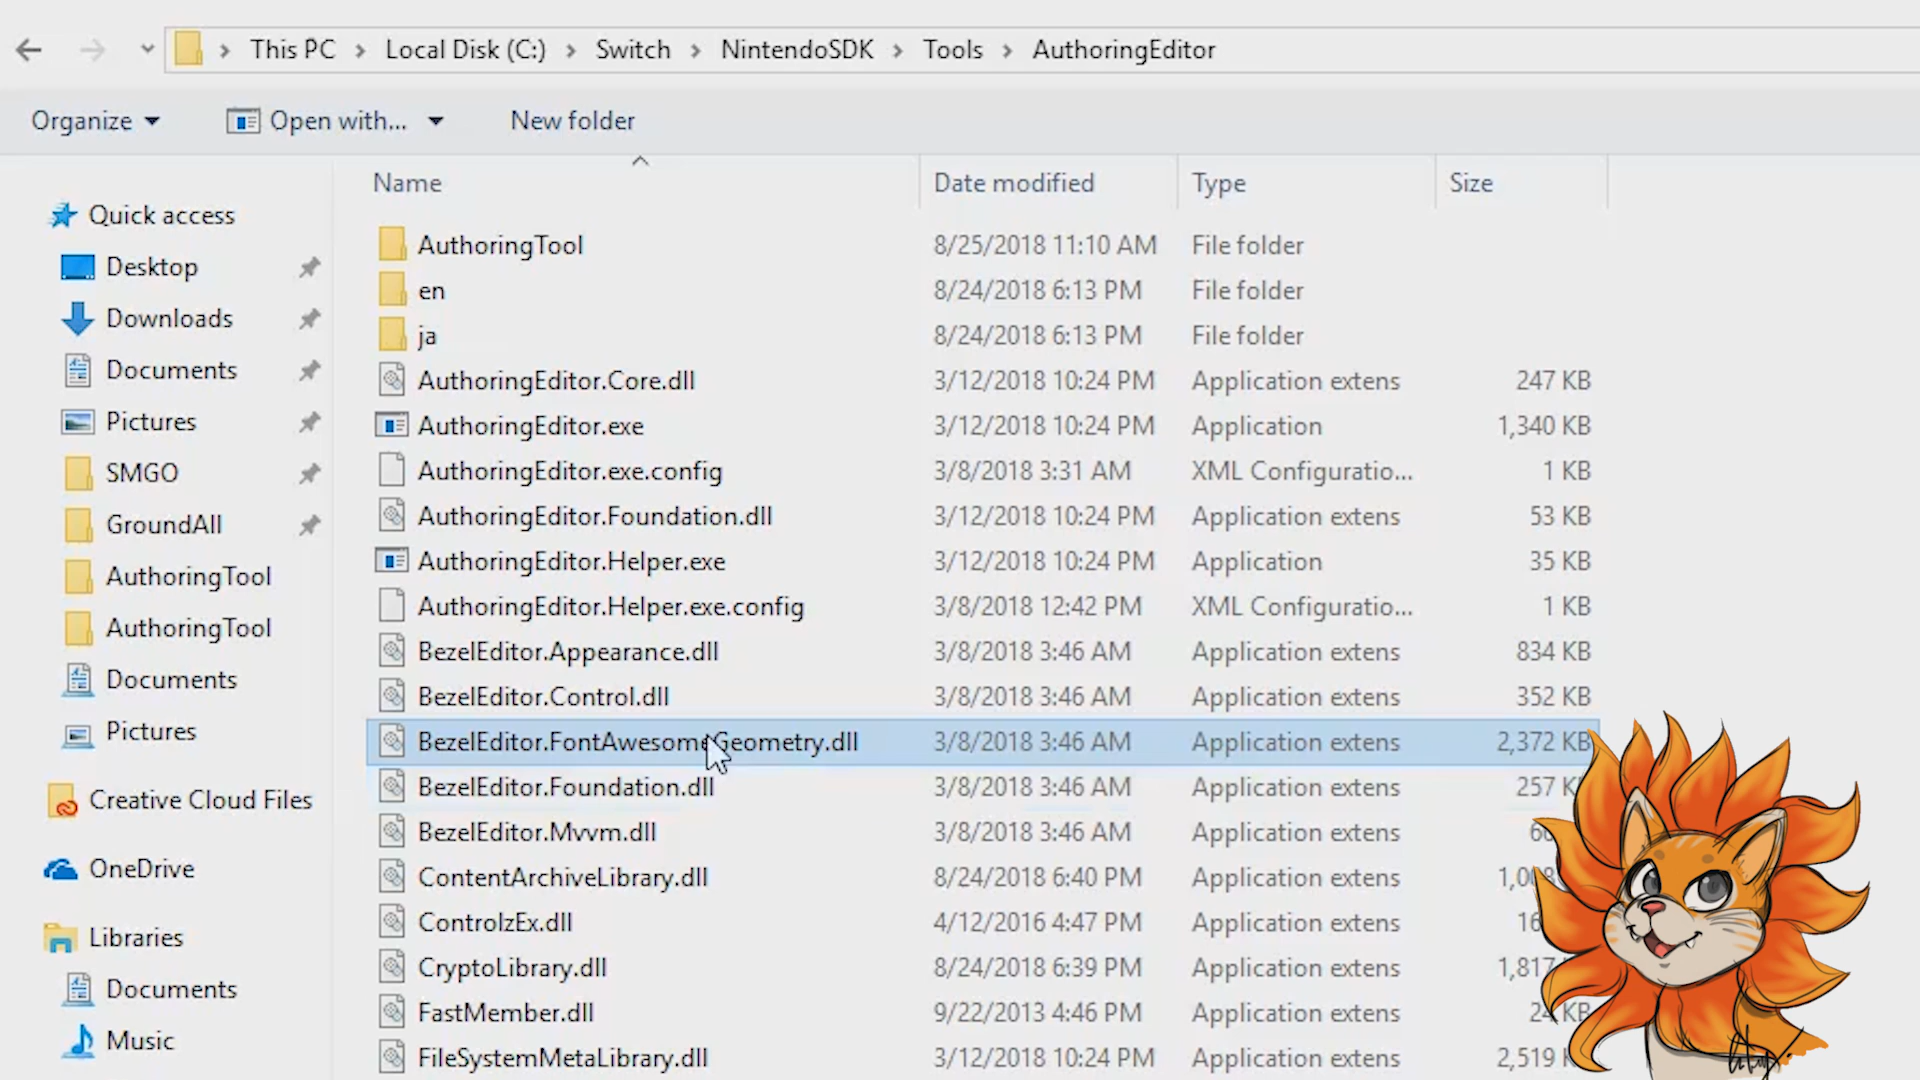 This PC > Local Disk (C:) > Switch > NintendoSDK > Tools > AuthoringEditor
Organize Open with... New folder
Name Date modified Type Size
Quick access
Desktop
Downloads
Documents
Pictures
SMGO
GroundAll
AuthoringTool
AuthoringTool
Documents
Pictures
Creative Cloud Files
OneDrive
Libraries
Documents
Music
AuthoringTool 8/25/2018 11:10 AM File folder
en 8/24/2018 6:13 PM File folder
ja 8/24/2018 6:13 PM File folder
AuthoringEditor.Core.dll 3/12/2018 10:24 PM Application extens 247 KB
AuthoringEditor.exe 3/12/2018 10:24 PM Application 1,340 KB
AuthoringEditor.exe.config 3/8/2018 3:31 AM XML Configuratio... 1 KB
AuthoringEditor.Foundation.dll 3/12/2018 10:24 PM Application extens 53 KB
AuthoringEditor.Helper.exe 3/12/2018 10:24 PM Application 35 KB
AuthoringEditor.Helper.exe.config 3/8/2018 12:42 PM XML Configuratio... 1 KB
BezelEditor.Appearance.dll 3/8/2018 3:46 AM Application extens 834 KB
BezelEditor.Control.dll 3/8/2018 3:46 AM Application extens 352 KB
BezelEditor.FontAwesomeGeometry.dll 3/8/2018 3:46 AM Application extens 2,372 KB
BezelEditor.Foundation.dll 3/8/2018 3:46 AM Application extens 257 K
BezelEditor.Mvvm.dll 3/8/2018 3:46 AM Application extens
ContentArchiveLibrary.dll 8/24/2018 6:40 PM Application extens
ControlzEx.dll 4/12/2016 4:47 PM Application extens
CryptoLibrary.dll 8/24/2018 6:39 PM Application extens 1,817
FastMember.dll 9/22/2013 4:46 PM Application extens 24 KB
FileSystemMetaLibrary.dll 3/12/2018 10:24 PM Application extens 2,519